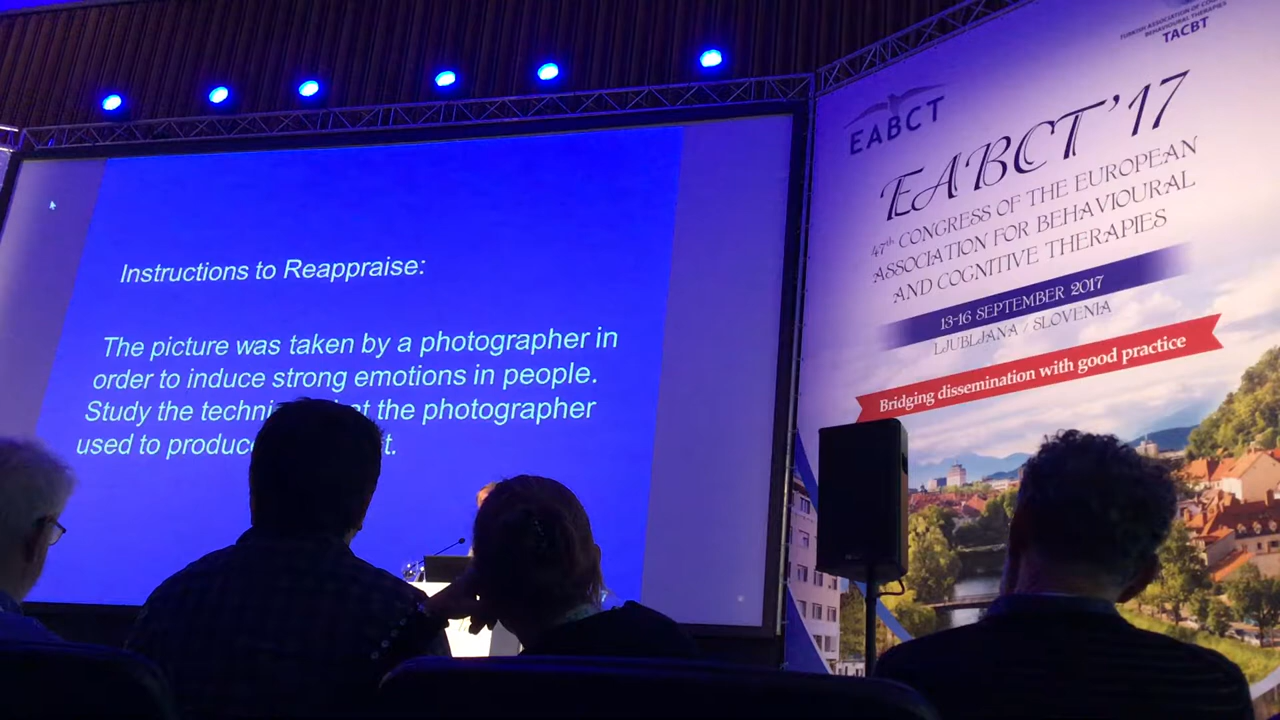 Instructions to Reappraise:
The picture was taken by a photographer in
order to induce strong emotions in people.
Study the the photographer
used to
TACBT
EABCT
EABCT'17
47th CONGRESS OF THE EUROPEAN
ASSOCIATION FOR BEHAVIOURAL
AND COGNITIVE THERAPIES
13-16 SEPTEMBER 2017
LJUBLJANA / SLOVENIA
Bridging dissemination with good practice